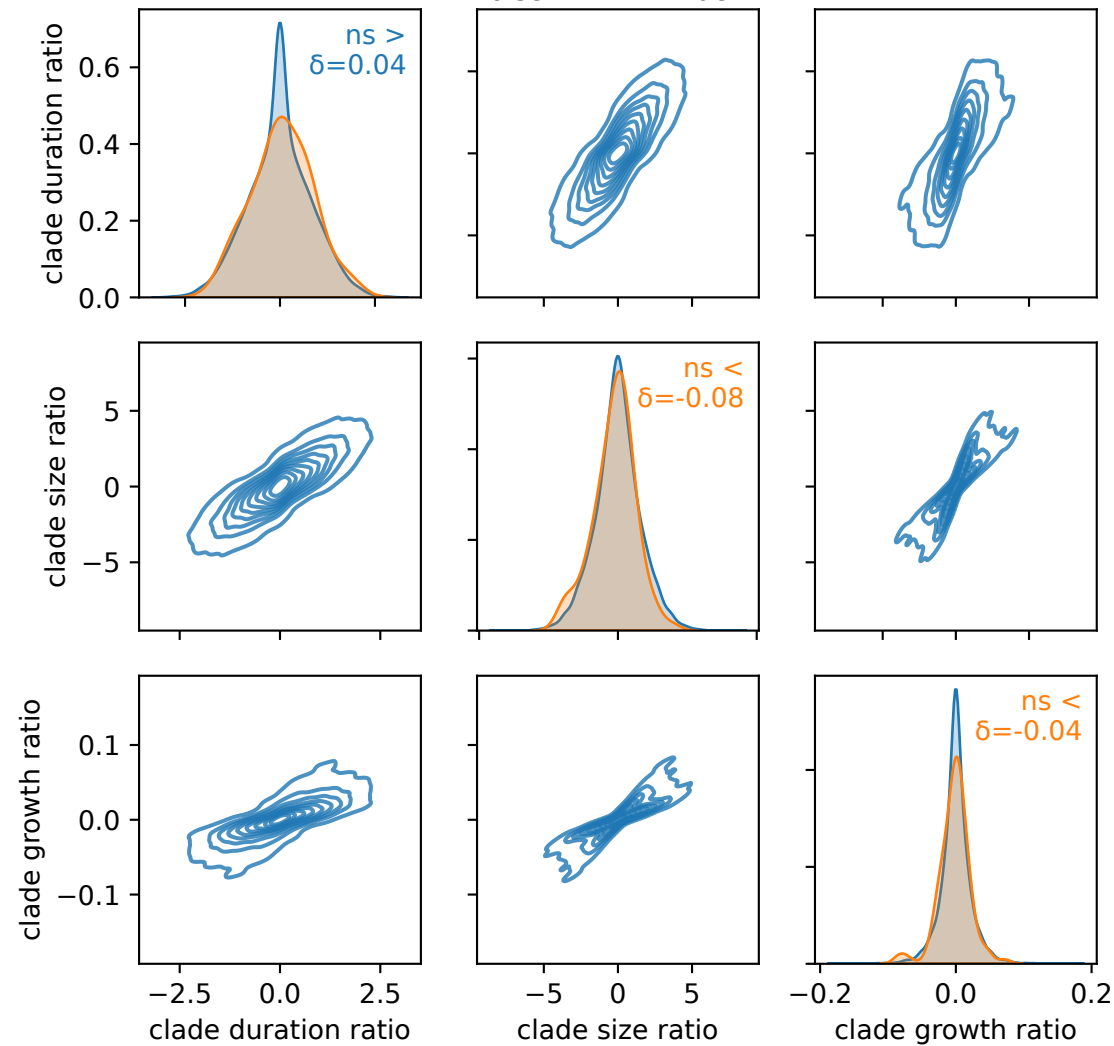 clade duration ratio
0.6
0.4
0.2
0.0
ns >
δ=0.04
clade size ratio
5
0
−5
ns <
δ=-0.08
clade growth ratio
0.1
0.0
−0.1
ns <
δ=-0.04
−2.5
0.0
2.5
−5
0
5
−0.2
0.0
0.2
clade duration ratio
clade size ratio
clade growth ratio